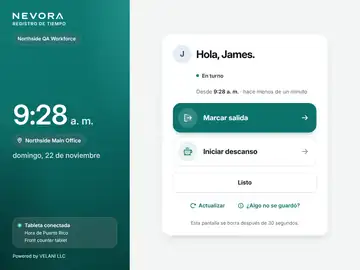 NEVORA
REGISTRO DE TIEMPO
Northside QA Workforce
9:28 a. m.
Northside Main Office
domingo, 22 de noviembre
Tableta conectada
Hora de Puerto Rico
Front counter tablet
Powered by VELANI LLC
J
Hola, James.
En turno
Desde 9:28 a. m. · hace menos de un minuto
Marcar salida
Iniciar descanso
Listo
Actualizar
¿Algo no se guardó?
Esta pantalla se borra después de 30 segundos.